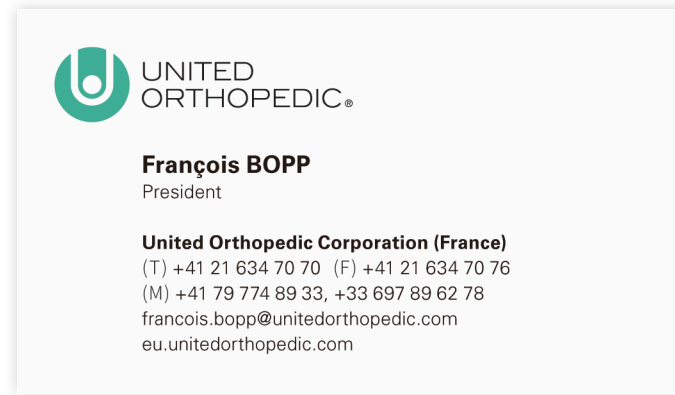 UNITED
ORTHOPEDIC®
François BOPP
President
United Orthopedic Corporation (France)
(T) +41 21 634 70 70 (F) +41 21 634 70 76
(M) +41 79 774 89 33, +33 697 89 62 78
francois.bopp@unitedorthopedic.com
eu.unitedorthopedic.com